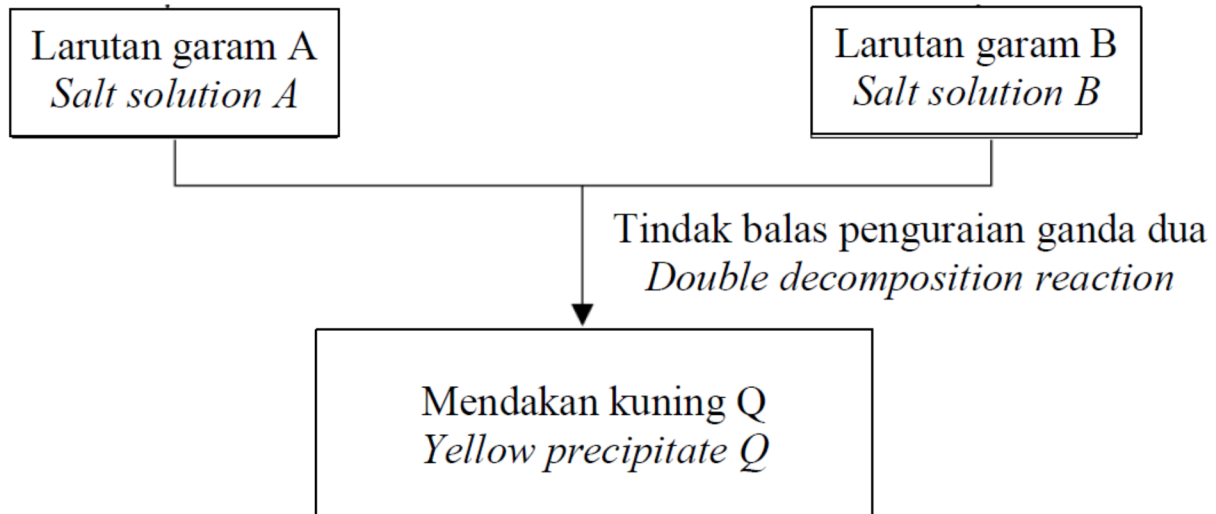 Larutan garam A
Salt solution A
Larutan garam B
Salt solution B
Tindak balas penguraian ganda dua
Double decomposition reaction
Mendakan kuning Q
Yellow precipitate Q